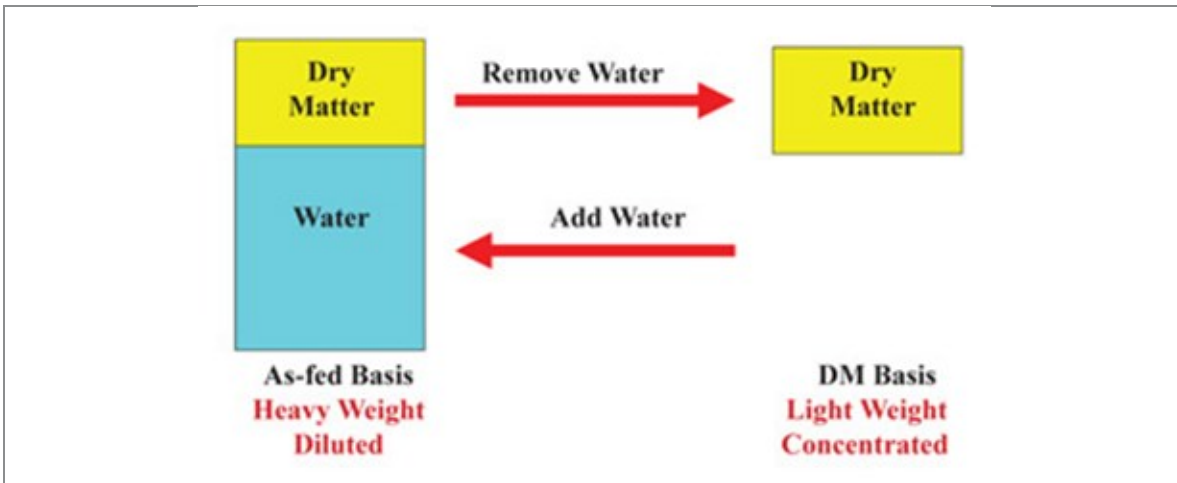 Dry
Matter
Remove Water
Dry
Matter
Water
Add Water
As-fed Basis
Heavy Weight
Diluted
DM Basis
Light Weight
Concentrated